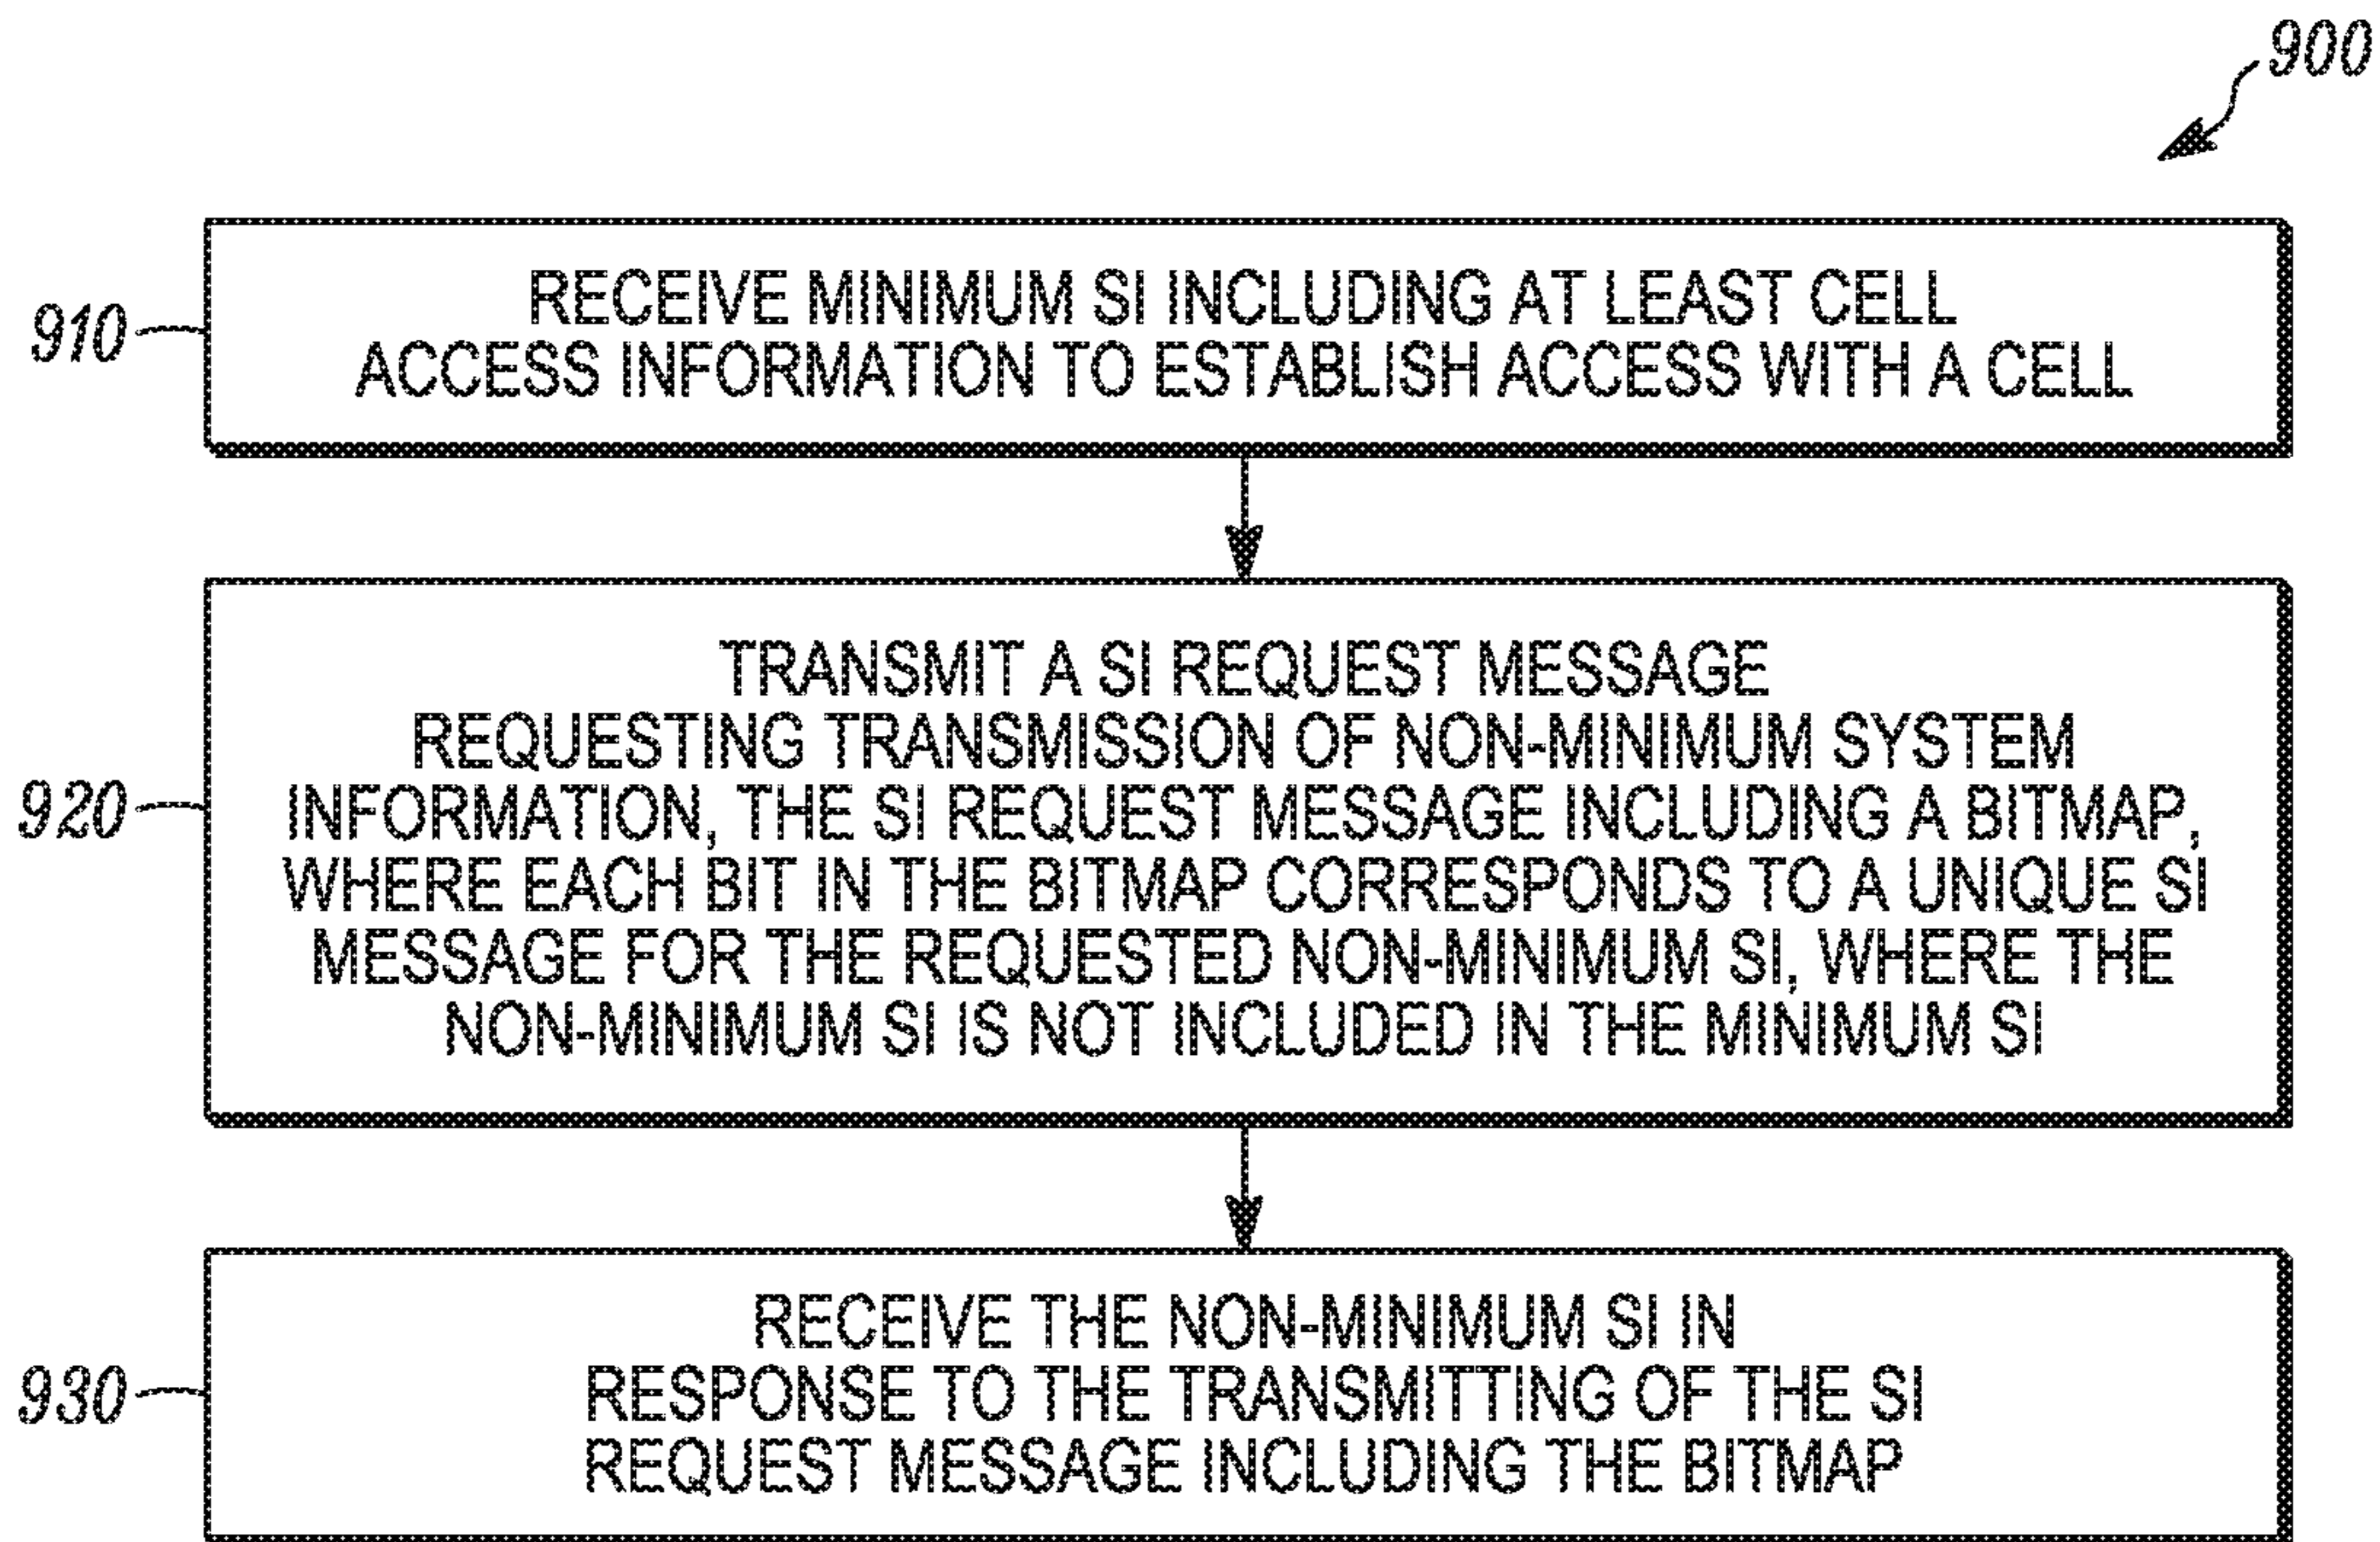 900
910
RECEIVE MINIMUM SI INCLUDING AT LEAST CELL
ACCESS INFORMATION TO ESTABLISH ACCESS WITH A CELL
920
TRANSMIT A SI REQUEST MESSAGE
REQUESTING TRANSMISSION OF NON-MINIMUM SYSTEM
INFORMATION, THE SI REQUEST MESSAGE INCLUDING A BITMAP,
WHERE EACH BIT IN THE BITMAP CORRESPONDS TO A UNIQUE SI
MESSAGE FOR THE REQUESTED NON-MINIMUM SI, WHERE THE
NON-MINIMUM SI IS NOT INCLUDED IN THE MINIMUM SI
930
RECEIVE THE NON-MINIMUM SI IN
RESPONSE TO THE TRANSMITTING OF THE SI
REQUEST MESSAGE INCLUDING THE BITMAP